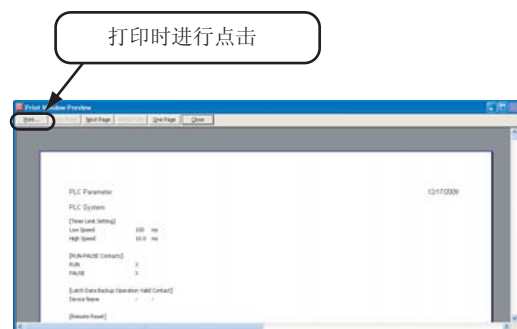 打印时进行点击
Print Window Preview
Print... Next Page One Page Close
PLC Parameter 12/17/2009
PLC System
[Timer Limit Setting]
Low Speed 100 ms
High Speed 10.0 ms
[RUN-PAUSE Contacts]
RUN X
PAUSE X
[Latch Data Backup Operation Valid Contact]
Device Name - -
[Remote Reset]